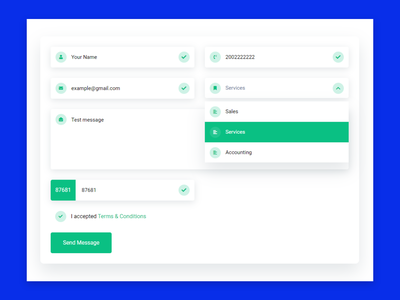 Your Name
2002222222
example@gmail.com
Services
Test message
Sales
Services
Accounting
87681 87681
I accepted Terms & Conditions
Send Message